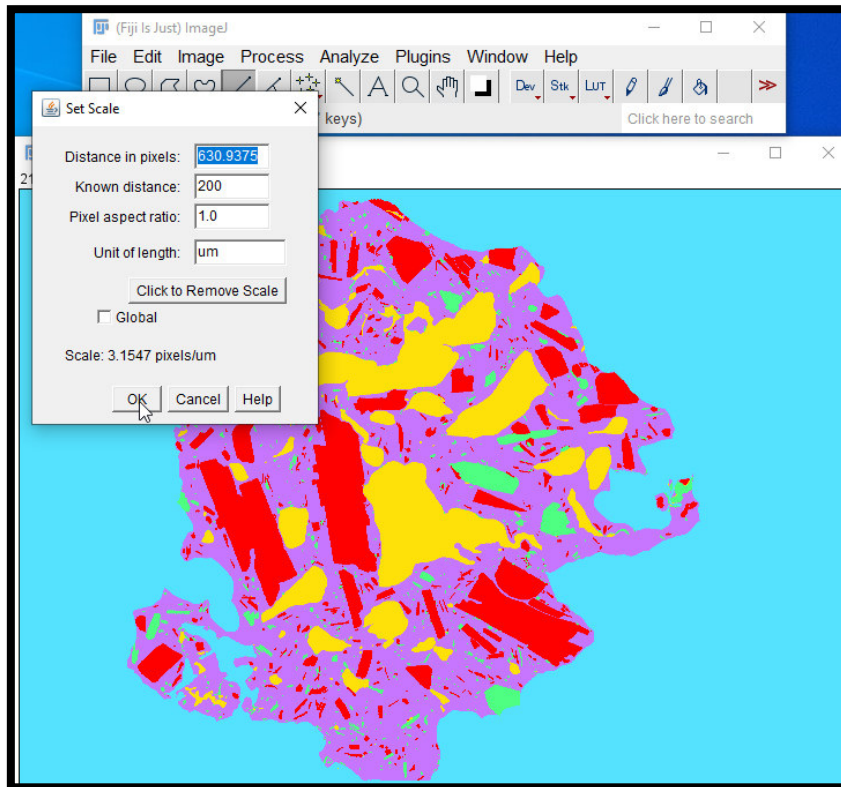 (Fiji Is Just) ImageJ
File Edit Image Process Analyze Plugins Window Help
Dev Stk LUT
keys)
Click here to search
Set Scale
21
Distance in pixels: 630.9375
Known distance: 200
Pixel aspect ratio: 1.0
Unit of length: um
Click to Remove Scale
Global
Scale: 3.1547 pixels/um
OK Cancel Help